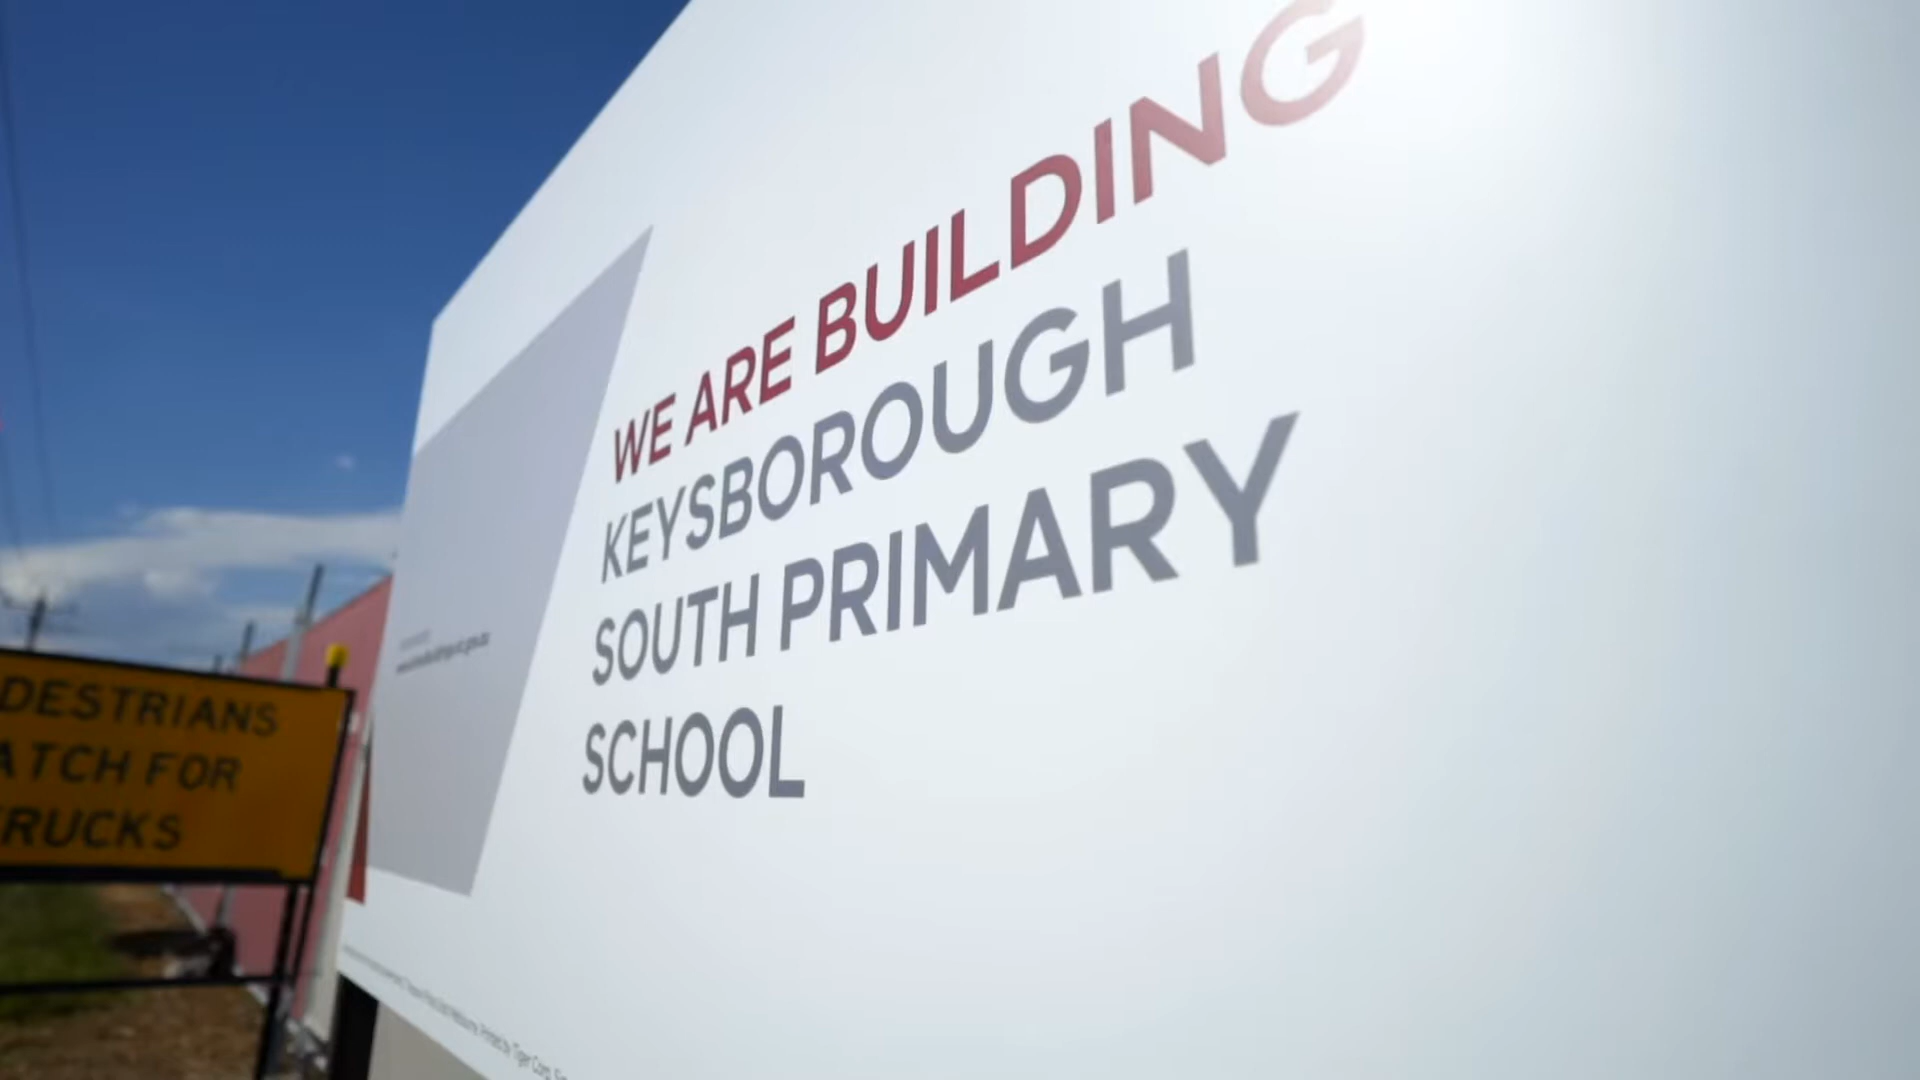 WE ARE BUILDING
KEYSBOROUGH
SOUTH PRIMARY
SCHOOL
DESTRIANS
ATCH FOR
RUCKS